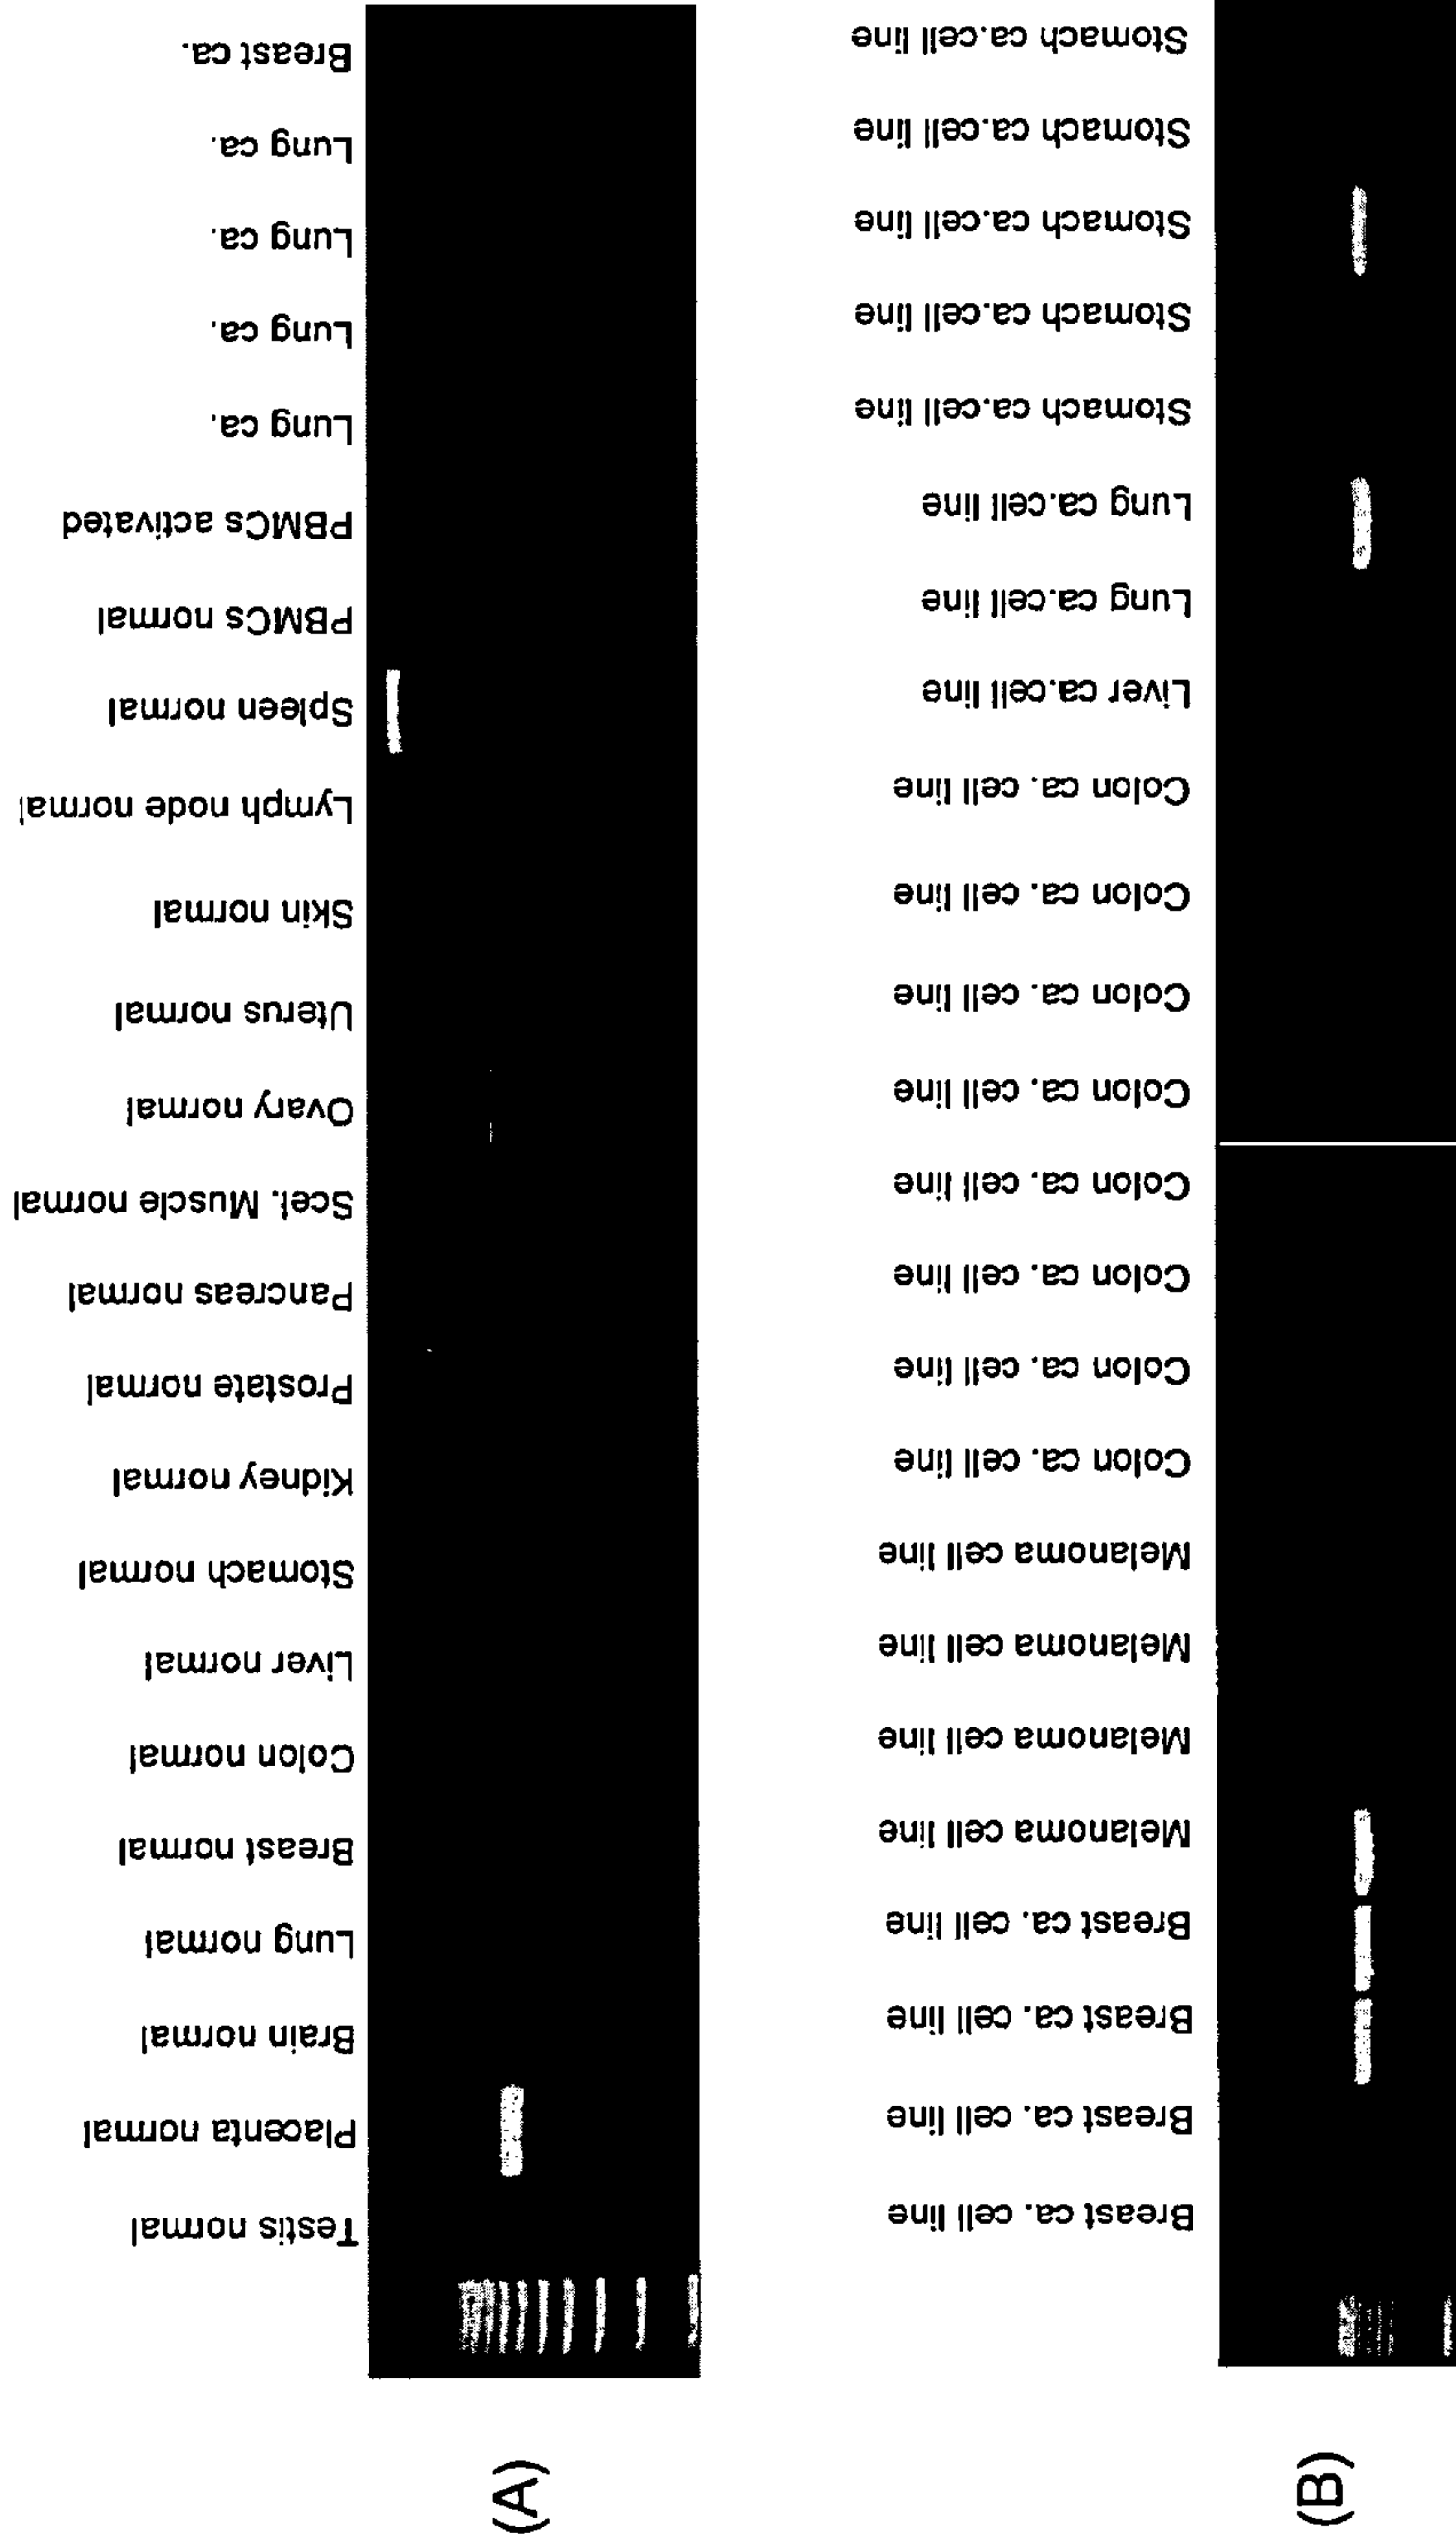 (A)
Testis normal
Placenta normal
Brain normal
Lung normal
Breast normal
Colon normal
Liver normal
Stomach normal
Kidney normal
Prostate normal
Pancreas normal
Scel. Muscle normal
Ovary normal
Uterus normal
Skin normal
Lymph node normal
Spleen normal
PBMCs normal
PBMCs activated
Lung ca.
Lung ca.
Lung ca.
Lung ca.
Breast ca.
(B)
Breast ca. cell line
Breast ca. cell line
Breast ca. cell line
Breast ca. cell line
Melanoma cell line
Melanoma cell line
Melanoma cell line
Melanoma cell line
Colon ca. cell line
Colon ca. cell line
Colon ca. cell line
Colon ca. cell line
Colon ca. cell line
Colon ca. cell line
Colon ca. cell line
Colon ca. cell line
Liver ca.cell line
Lung ca.cell line
Lung ca.cell line
Stomach ca.cell line
Stomach ca.cell line
Stomach ca.cell line
Stomach ca.cell line
Stomach ca.cell line